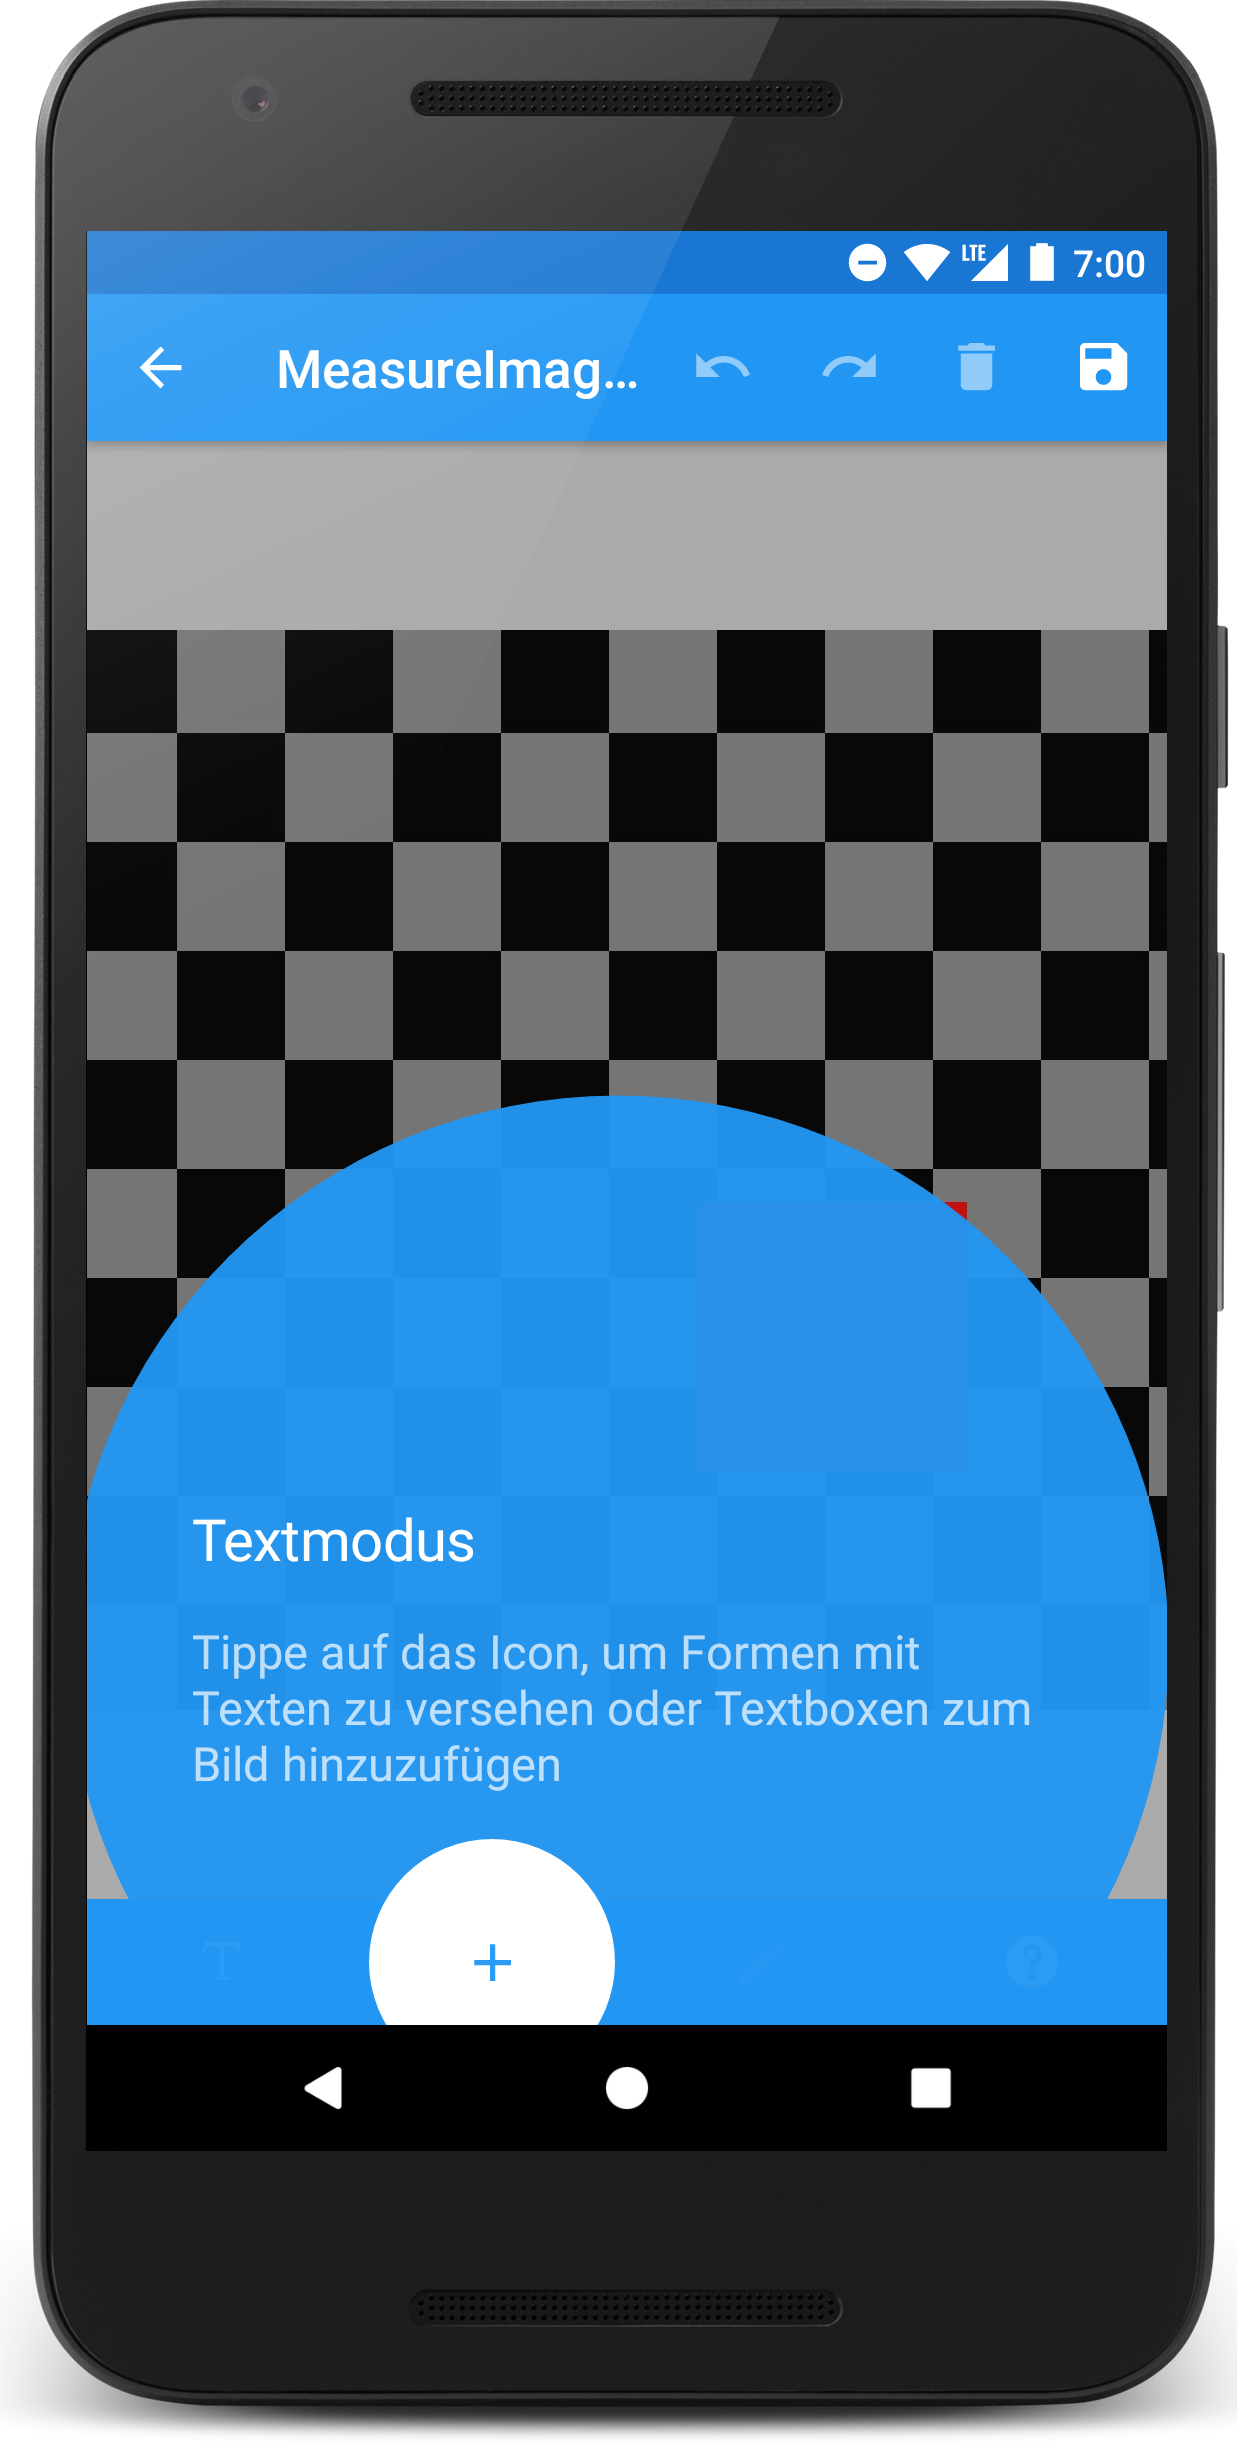 LTE 7:00
MeasureImag...
Textmodus
Tippe auf das Icon, um Formen mit
Texten zu versehen oder Textboxen zum
Bild hinzuzufügen
T